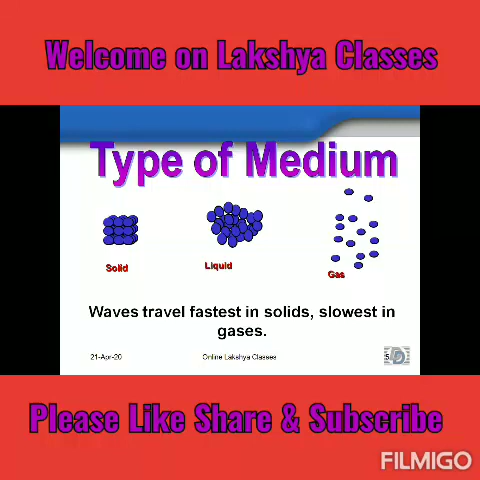 Welcome on Lakshya Classes
Type of Medium
Solid
Liquid
Gas
Waves travel fastest in solids, slowest in
gases.
21-Apr-20
Online Lakshya Classes
5
Please Like Share & Subscribe
FILMIGO